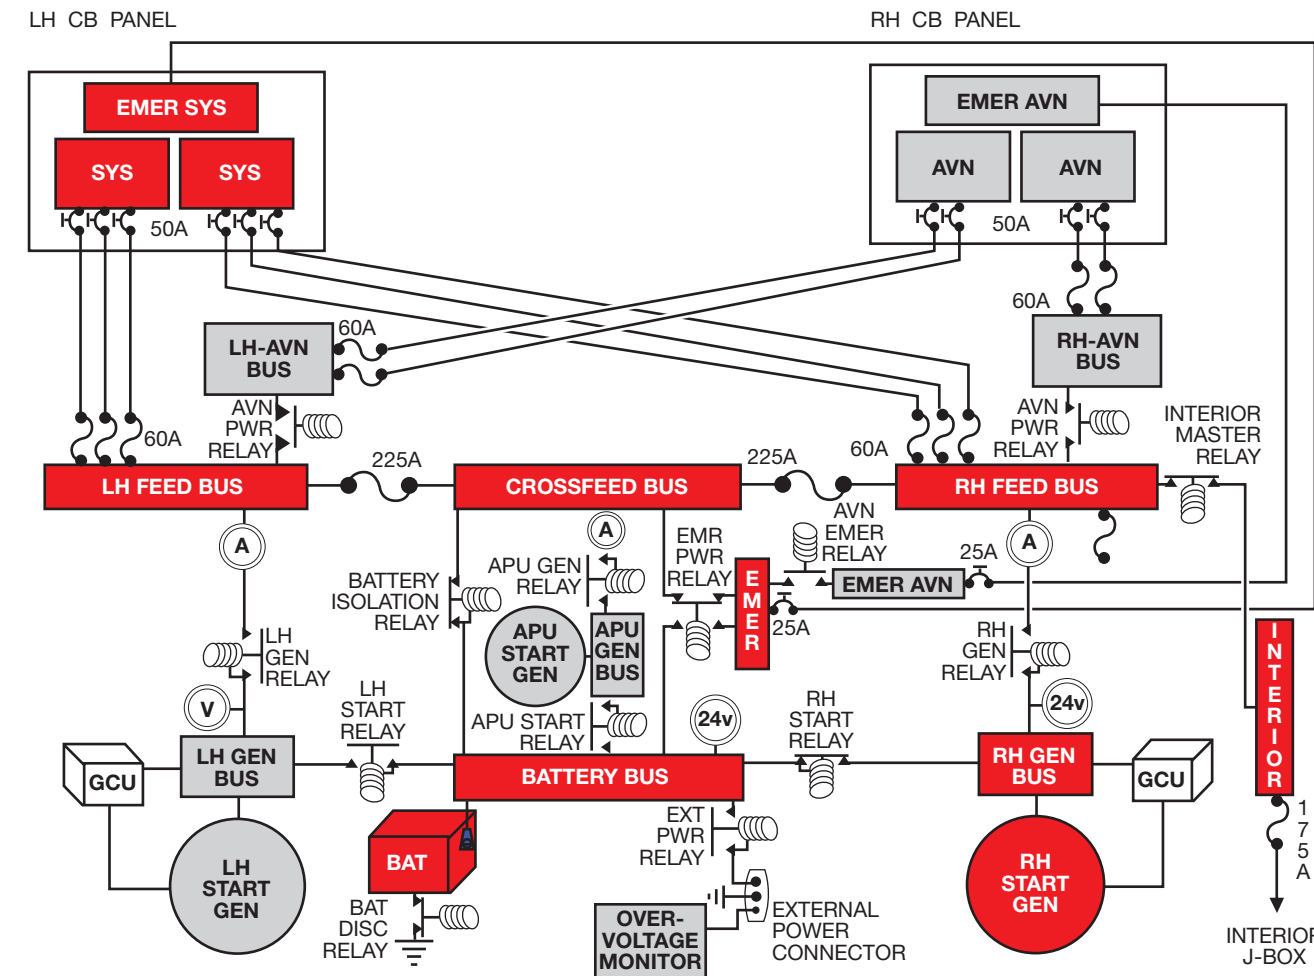 LH CB PANEL
RH CB PANEL
EMER SYS
SYS
SYS
50A
EMER AVN
AVN
AVN
50A
60A
LH-AVN
BUS
60A
RH-AVN
BUS
AVN
PWR
RELAY
60A
AVN
PWR
RELAY
INTERIOR
MASTER
RELAY
LH FEED BUS
225A
CROSSFEED BUS
225A
60A
RH FEED BUS
A
BATTERY
ISOLATION
RELAY
APU GEN
RELAY
A
EMR
PWR
RELAY
AVN
EMER
RELAY
A
25A
EMER
EMER AVN
25A
APU
START
GEN
APU
GEN
BUS
LH
GEN
RELAY
RH
GEN
RELAY
INTERIOR
V
LH
START
RELAY
APU START
RELAY
24v
RH
START
RELAY
24v
GCU
LH GEN
BUS
BATTERY BUS
RH GEN
BUS
GCU
175A
BAT
EXT
PWR
RELAY
LH
START
GEN
RH
START
GEN
BAT
DISC
RELAY
OVER-
VOLTAGE
MONITOR
EXTERNAL
POWER
CONNECTOR
INTERIOR
J-BOX